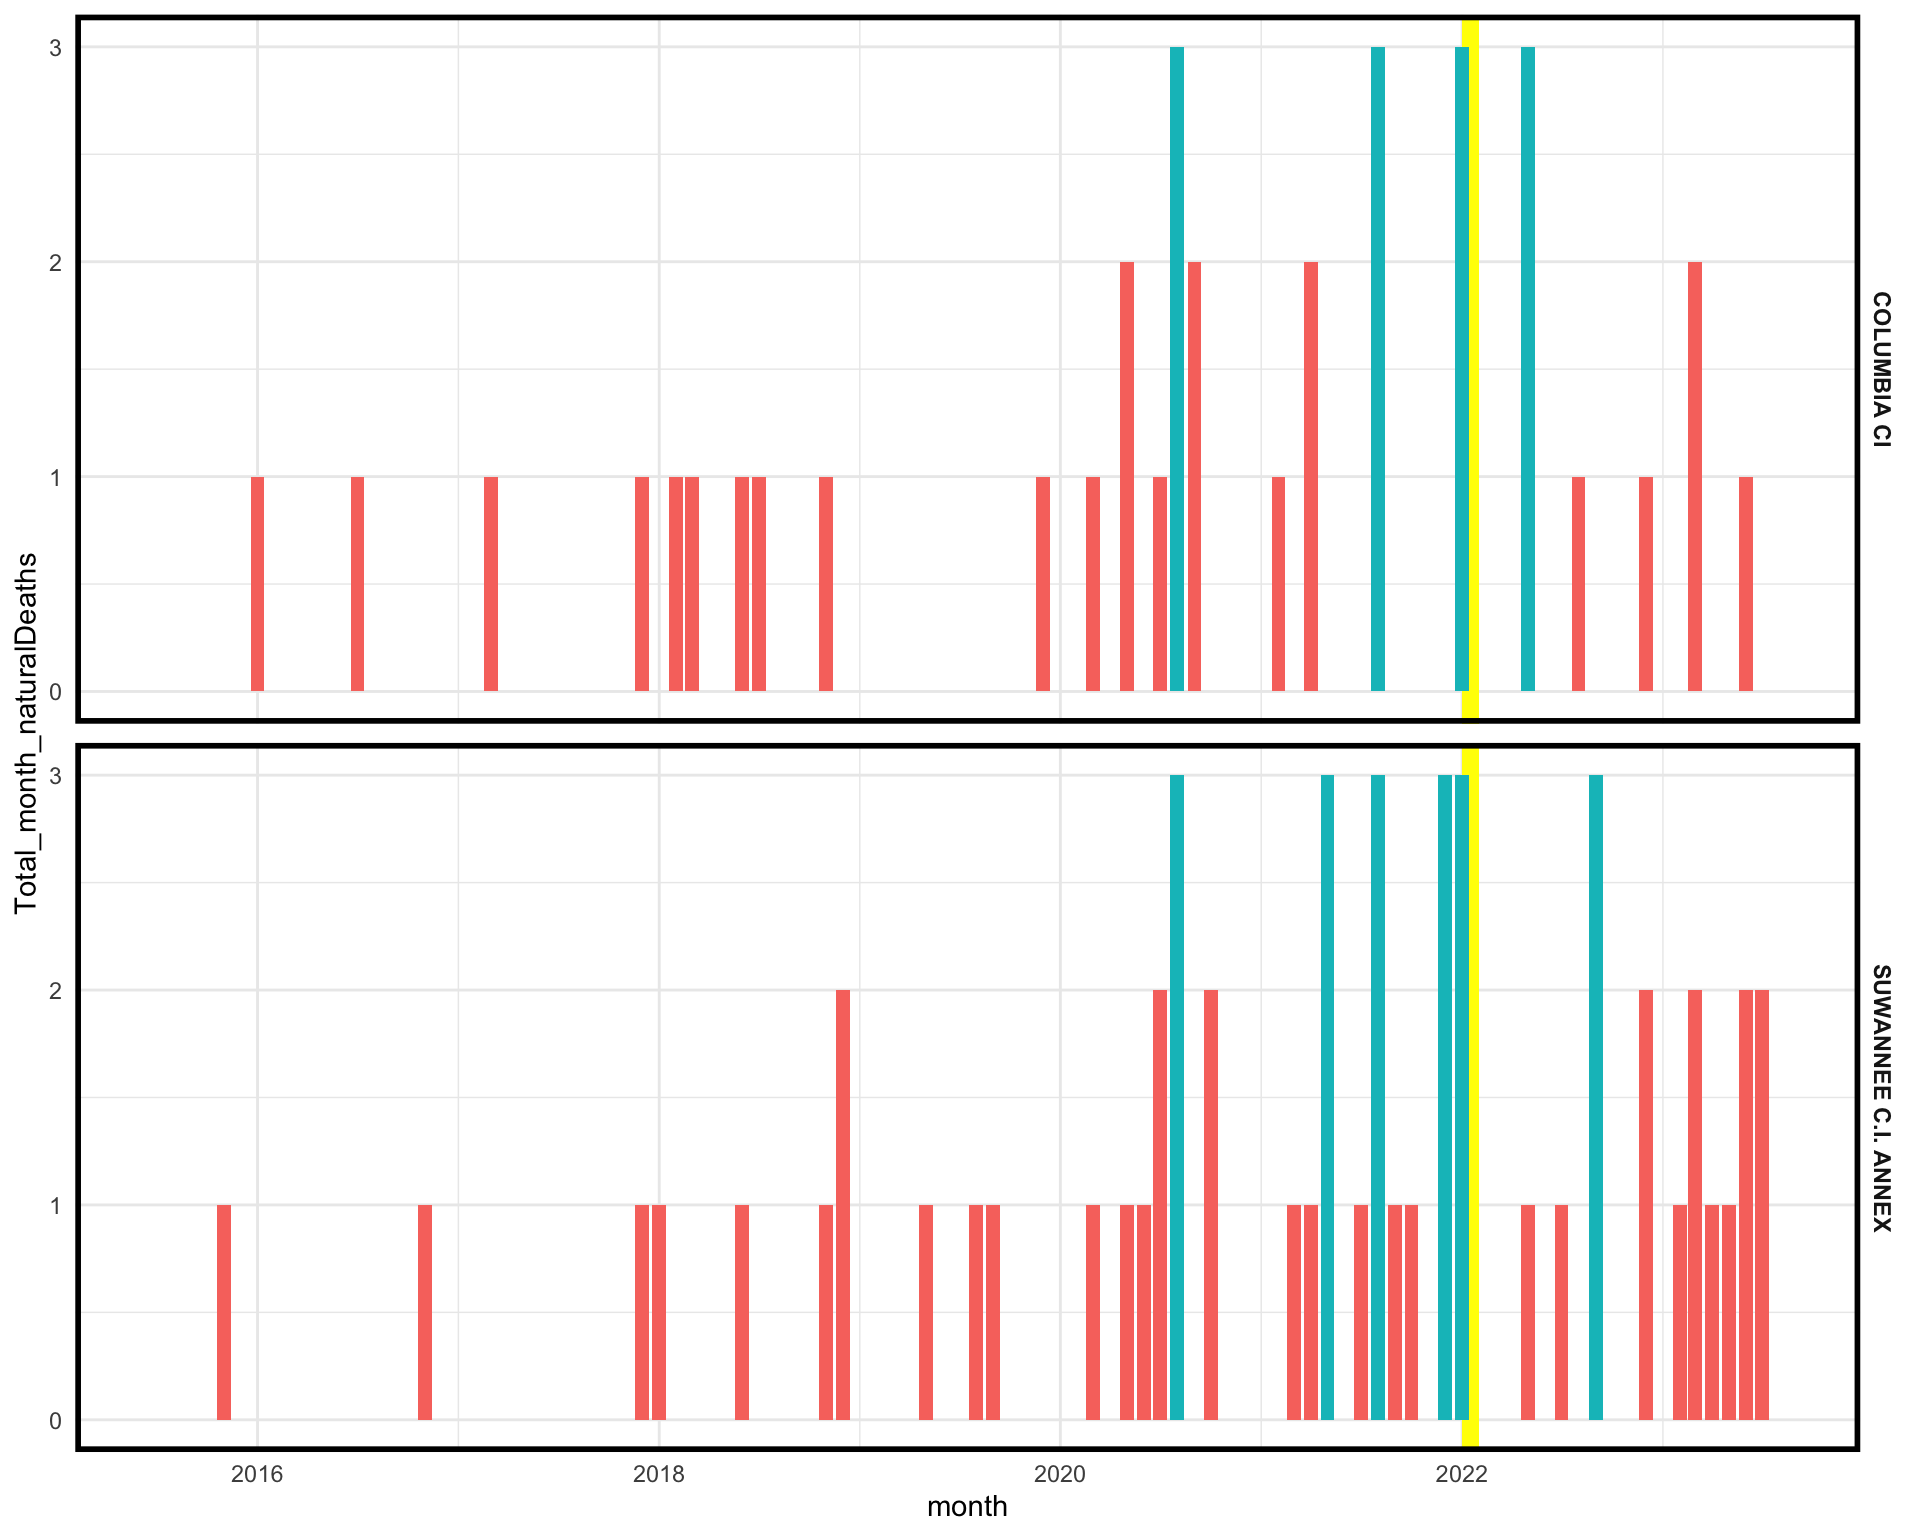 Total_month_naturalDeaths
3
2
1
0
COLUMBIA CI
3
2
1
0
SUWANNEE C.I. ANNEX
2016 2018 2020 2022
month